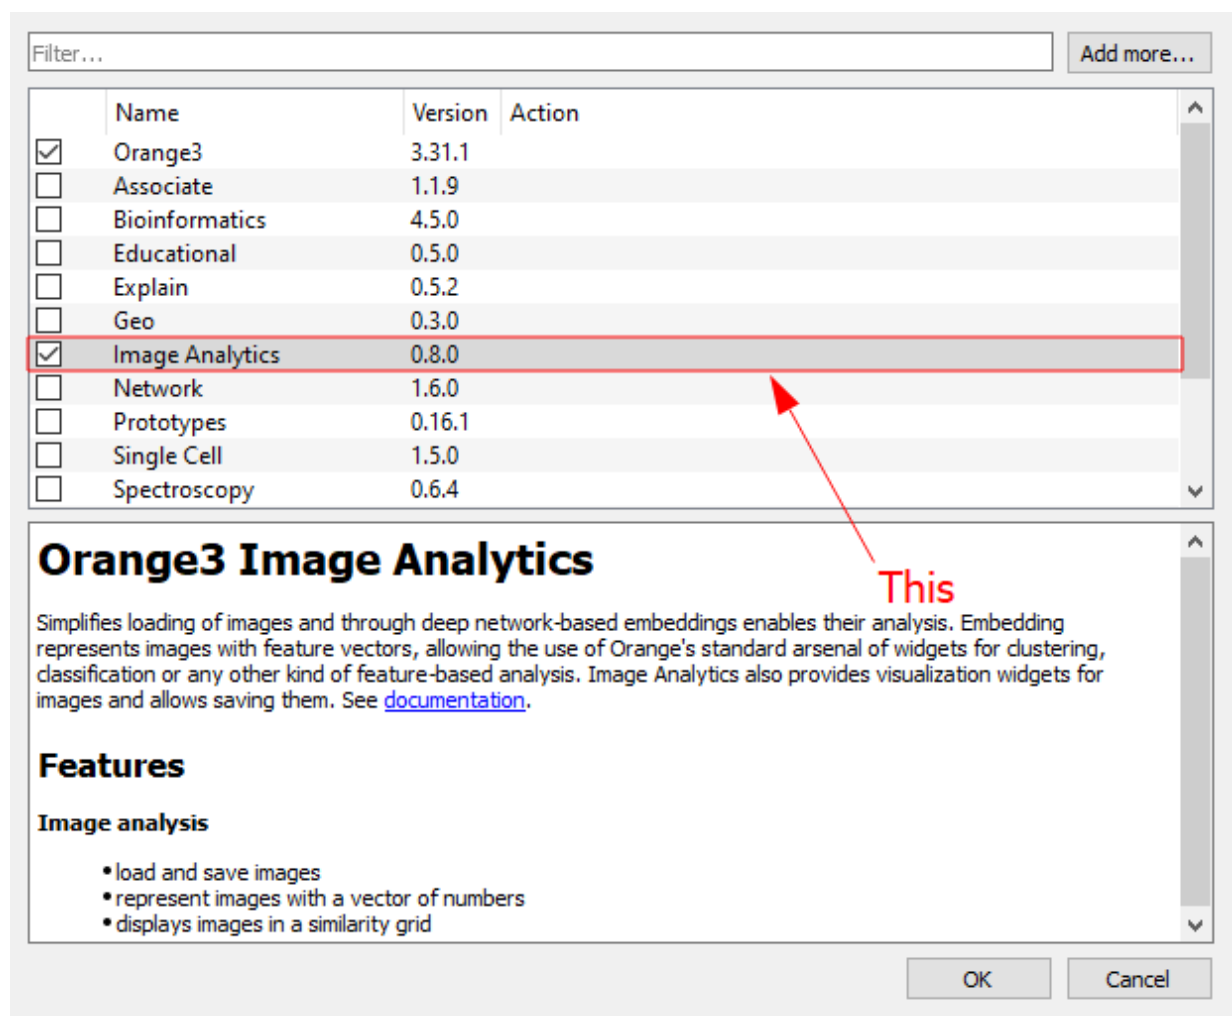 Filter...
Add more...
Name Version Action
Orange3 3.31.1
Associate 1.1.9
Bioinformatics 4.5.0
Educational 0.5.0
Explain 0.5.2
Geo 0.3.0
Image Analytics 0.8.0
Network 1.6.0
Prototypes 0.16.1
Single Cell 1.5.0
Spectroscopy 0.6.4
Orange3 Image Analytics
This
Simplifies loading of images and through deep network-based embeddings enables their analysis. Embedding
represents images with feature vectors, allowing the use of Orange's standard arsenal of widgets for clustering,
classification or any other kind of feature-based analysis. Image Analytics also provides visualization widgets for
images and allows saving them. See documentation.
Features
Image analysis
• load and save images
• represent images with a vector of numbers
• displays images in a similarity grid
OK
Cancel